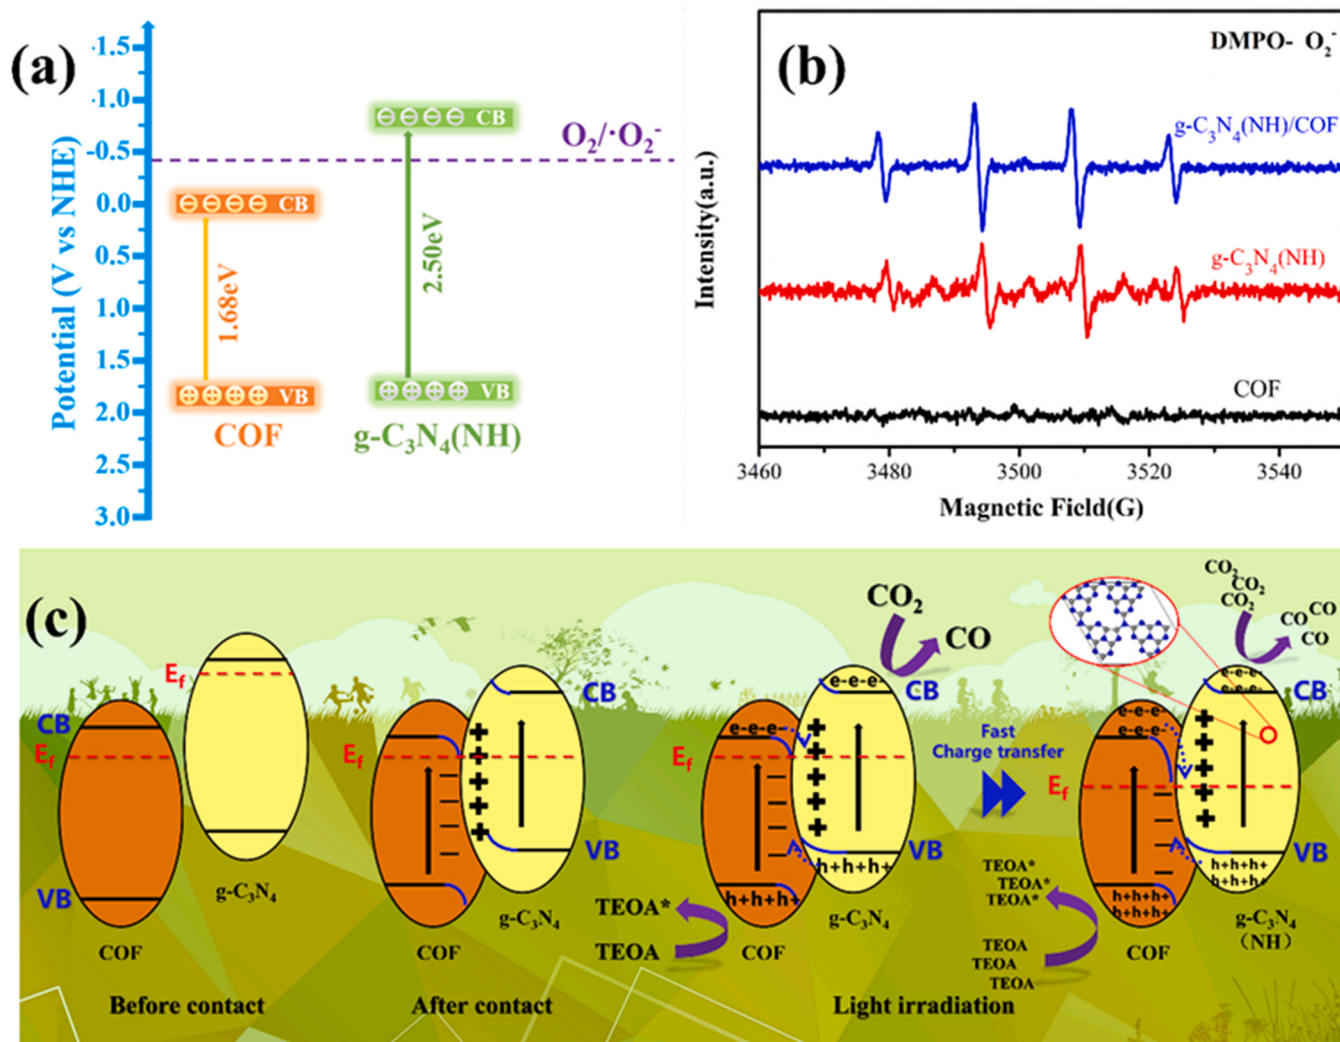 (a)
Potential (V vs NHE)
-1.5
-1.0
-0.5
0.0
0.5
1.0
1.5
2.0
2.5
3.0
CB
CB
O₂/·O₂⁻
1.68eV
2.50eV
VB
VB
COF
g-C₃N₄(NH)
(b)
DMPO- O₂⁻
g-C₃N₄(NH)/COF
g-C₃N₄(NH)
COF
Intensity(a.u.)
3460 3480 3500 3520 3540
Magnetic Field(G)
(c)
CB
Ef
Ef
VB
COF
g-C₃N₄
Before contact
Ef
CB
VB
COF
g-C₃N₄
After contact
TEOA*
TEOA
CO₂
CO
e-e-e-
e-e-e-
CB
Ef
VB
h+h+h+
h+h+h+
COF
g-C₃N₄
Light irradiation
Fast
Charge transfer
CO₂
CO₂
CO₂
CO
CO
CO
e-e-e-
e-e-e-
e-e-e-
e-e-e-
CB
Ef
VB
h+h+h+
h+h+h+
h+h+h+
h+h+h+
TEOA*
TEOA*
TEOA*
TEOA
TEOA
TEOA
COF
g-C₃N₄
(NH)